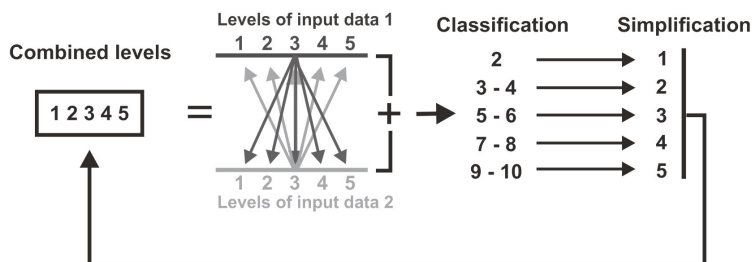 Combined levels
1 2 3 4 5
=
Levels of input data 1
1 2 3 4 5
1 2 3 4 5
Levels of input data 2
+
Classification
2
3 - 4
5 - 6
7 - 8
9 - 10
Simplification
1
2
3
4
5